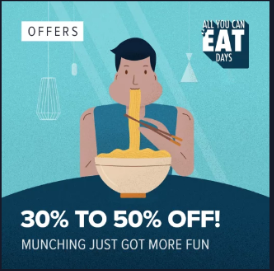 OFFERS
ALL YOU CAN
EAT
DAYS
30% TO 50% OFF!
MUNCHING JUST GOT MORE FUN